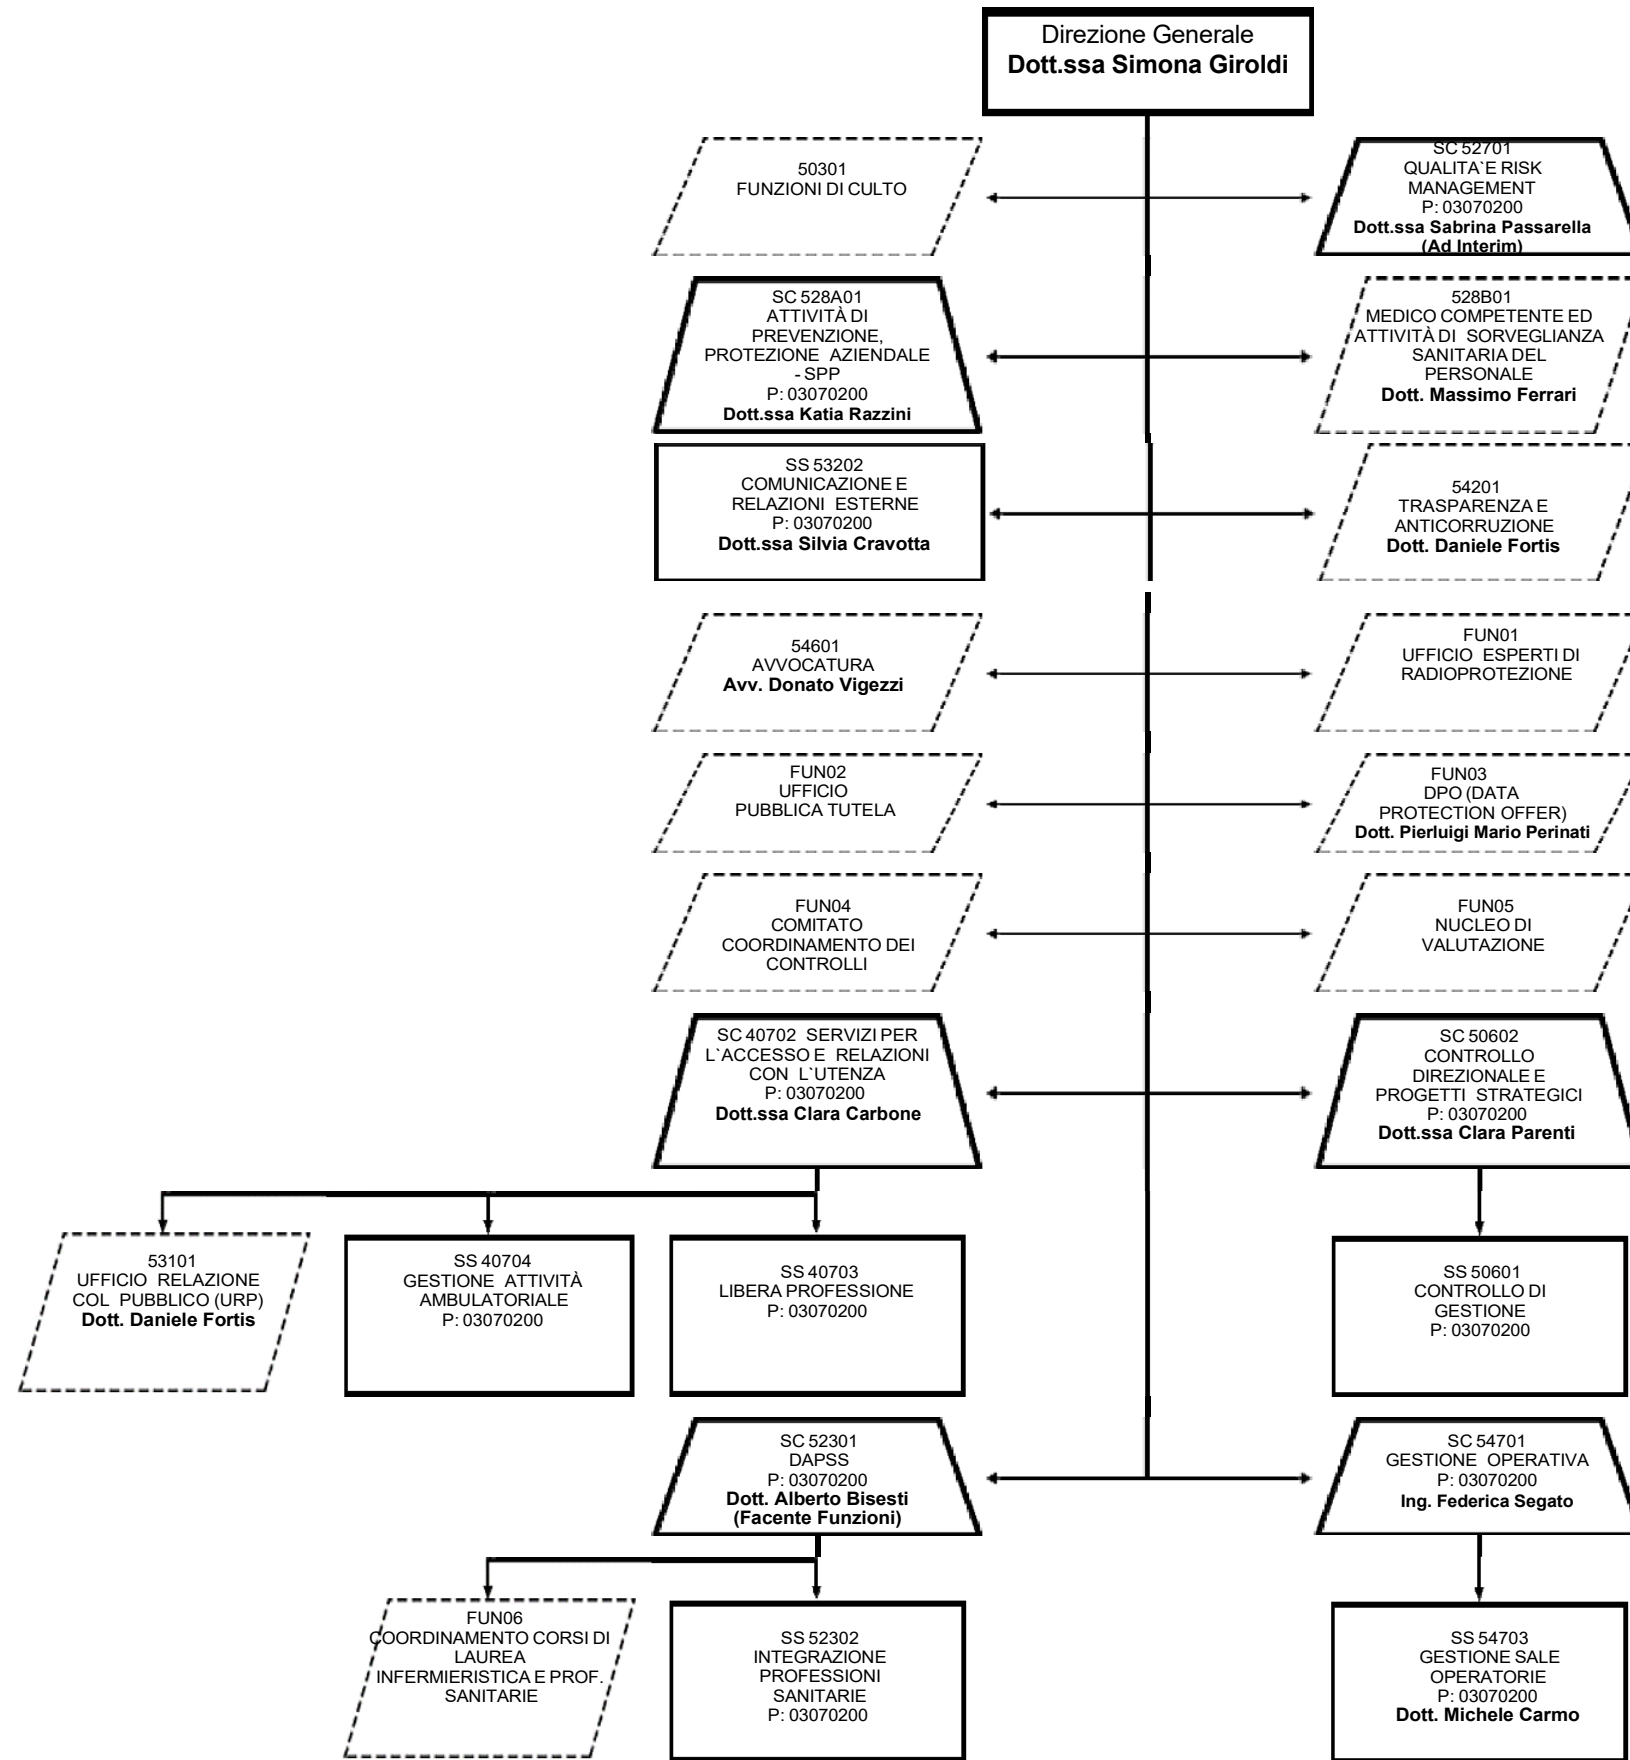 Direzione Generale
Dott.ssa Simona Giroldi
50301
FUNZIONI DI CULTO
SC 52701
QUALITA`E RISK
MANAGEMENT
P: 03070200
Dott.ssa Sabrina Passarella
(Ad Interim)
SC 528A01
ATTIVITÀ DI
PREVENZIONE,
PROTEZIONE AZIENDALE
- SPP
P: 03070200
Dott.ssa Katia Razzini
528B01
MEDICO COMPETENTE ED
ATTIVITÀ DI SORVEGLIANZA
SANITARIA DEL
PERSONALE
Dott. Massimo Ferrari
SS 53202
COMUNICAZIONE E
RELAZIONI ESTERNE
P: 03070200
Dott.ssa Silvia Cravotta
54201
TRASPARENZA E
ANTICORRUZIONE
Dott. Daniele Fortis
54601
AVVOCATURA
Avv. Donato Vigezzi
FUN01
UFFICIO ESPERTI DI
RADIOPROTEZIONE
FUN02
UFFICIO
PUBBLICA TUTELA
FUN03
DPO (DATA
PROTECTION OFFER)
Dott. Pierluigi Mario Perinati
FUN04
COMITATO
COORDINAMENTO DEI
CONTROLLI
FUN05
NUCLEO DI
VALUTAZIONE
SC 40702 SERVIZI PER
L`ACCESSO E RELAZIONI
CON L`UTENZA
P: 03070200
Dott.ssa Clara Carbone
SC 50602
CONTROLLO
DIREZIONALE E
PROGETTI STRATEGICI
P: 03070200
Dott.ssa Clara Parenti
53101
UFFICIO RELAZIONE
COL PUBBLICO (URP)
Dott. Daniele Fortis
SS 40704
GESTIONE ATTIVITÀ
AMBULATORIALE
P: 03070200
SS 40703
LIBERA PROFESSIONE
P: 03070200
SS 50601
CONTROLLO DI
GESTIONE
P: 03070200
SC 52301
DAPSS
P: 03070200
Dott. Alberto Bisesti
(Facente Funzioni)
SC 54701
GESTIONE OPERATIVA
P: 03070200
Ing. Federica Segato
FUN06
COORDINAMENTO CORSI DI
LAUREA
INFERMIERISTICA E PROF.
SANITARIE
SS 52302
INTEGRAZIONE
PROFESSIONI
SANITARIE
P: 03070200
SS 54703
GESTIONE SALE
OPERATORIE
P: 03070200
Dott. Michele Carmo